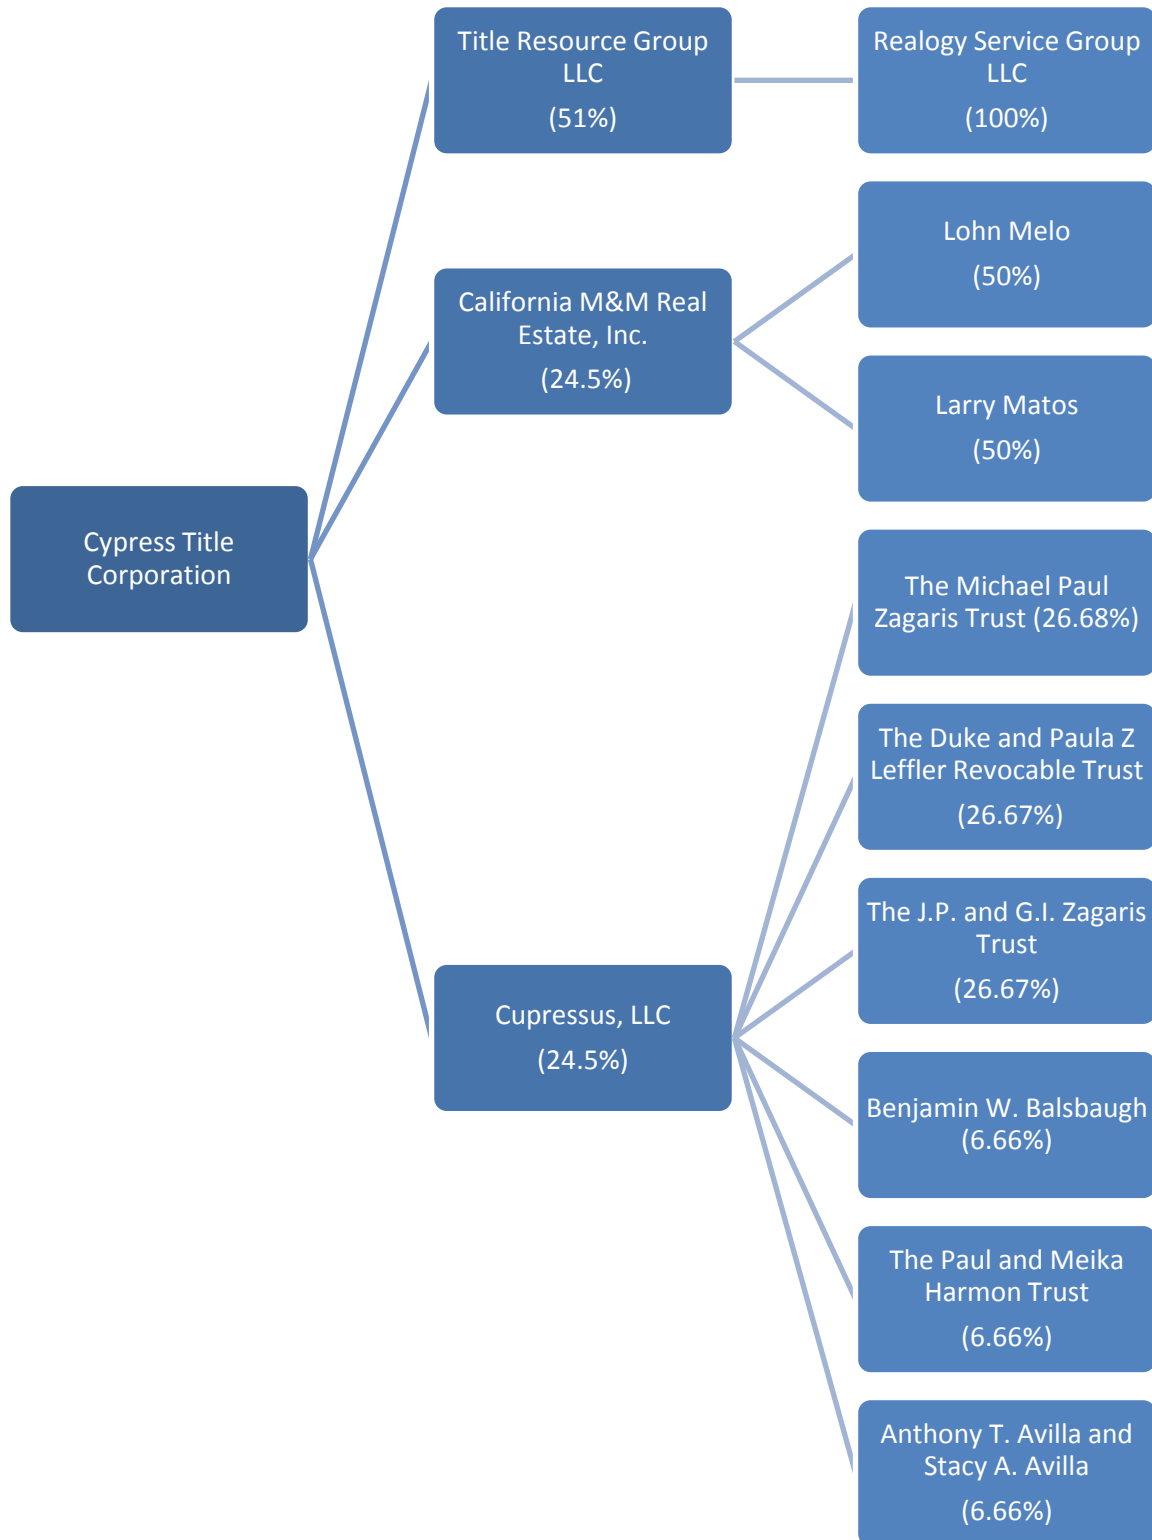 Title Resource Group
LLC
(51%)
Realogy Service Group
LLC
(100%)
Lohn Melo
(50%)
California M&M Real
Estate, Inc.
(24.5%)
Larry Matos
(50%)
Cypress Title
Corporation
The Michael Paul
Zagaris Trust (26.68%)
The Duke and Paula Z
Leffler Revocable Trust
(26.67%)
The J.P. and G.I. Zagaris
Trust
(26.67%)
Cupressus, LLC
(24.5%)
Benjamin W. Balsbaugh
(6.66%)
The Paul and Meika
Harmon Trust
(6.66%)
Anthony T. Avilla and
Stacy A. Avilla
(6.66%)